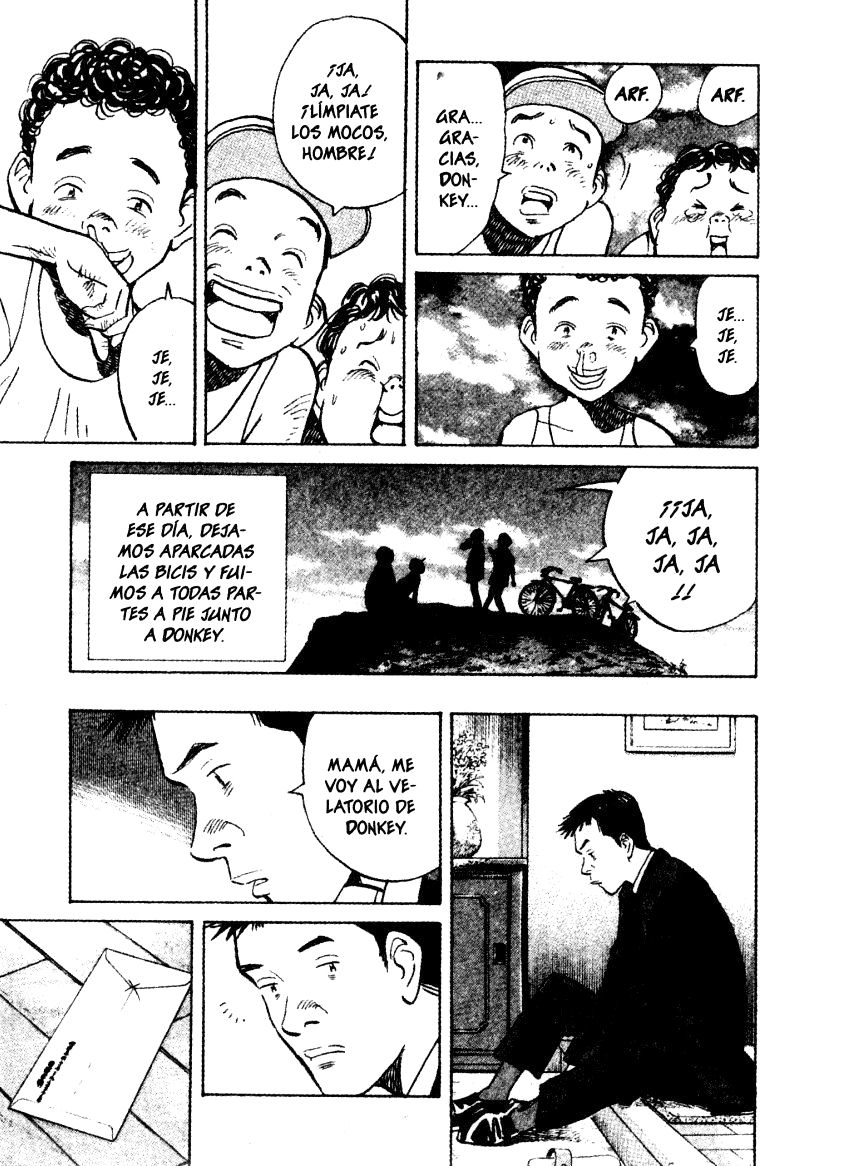 GRA...
GRA-
CIAS,
DON-
KEY...
ARF.
ARF.
JE...
JE,
JE.
¡JA,
JA, JA!
¡LÍMPIATE
LOS MOCOS,
HOMBRE!
JE,
JE,
JE...
¡¡JA,
JA, JA,
JA, JA
!!
A PARTIR DE
ESE DÍA, DEJA-
MOS APARCADAS
LAS BICIS Y FUI-
MOS A TODAS PAR-
TES A PIE JUNTO
A DONKEY.
MAMÁ, ME
VOY AL VE-
LATORIO DE
DONKEY.